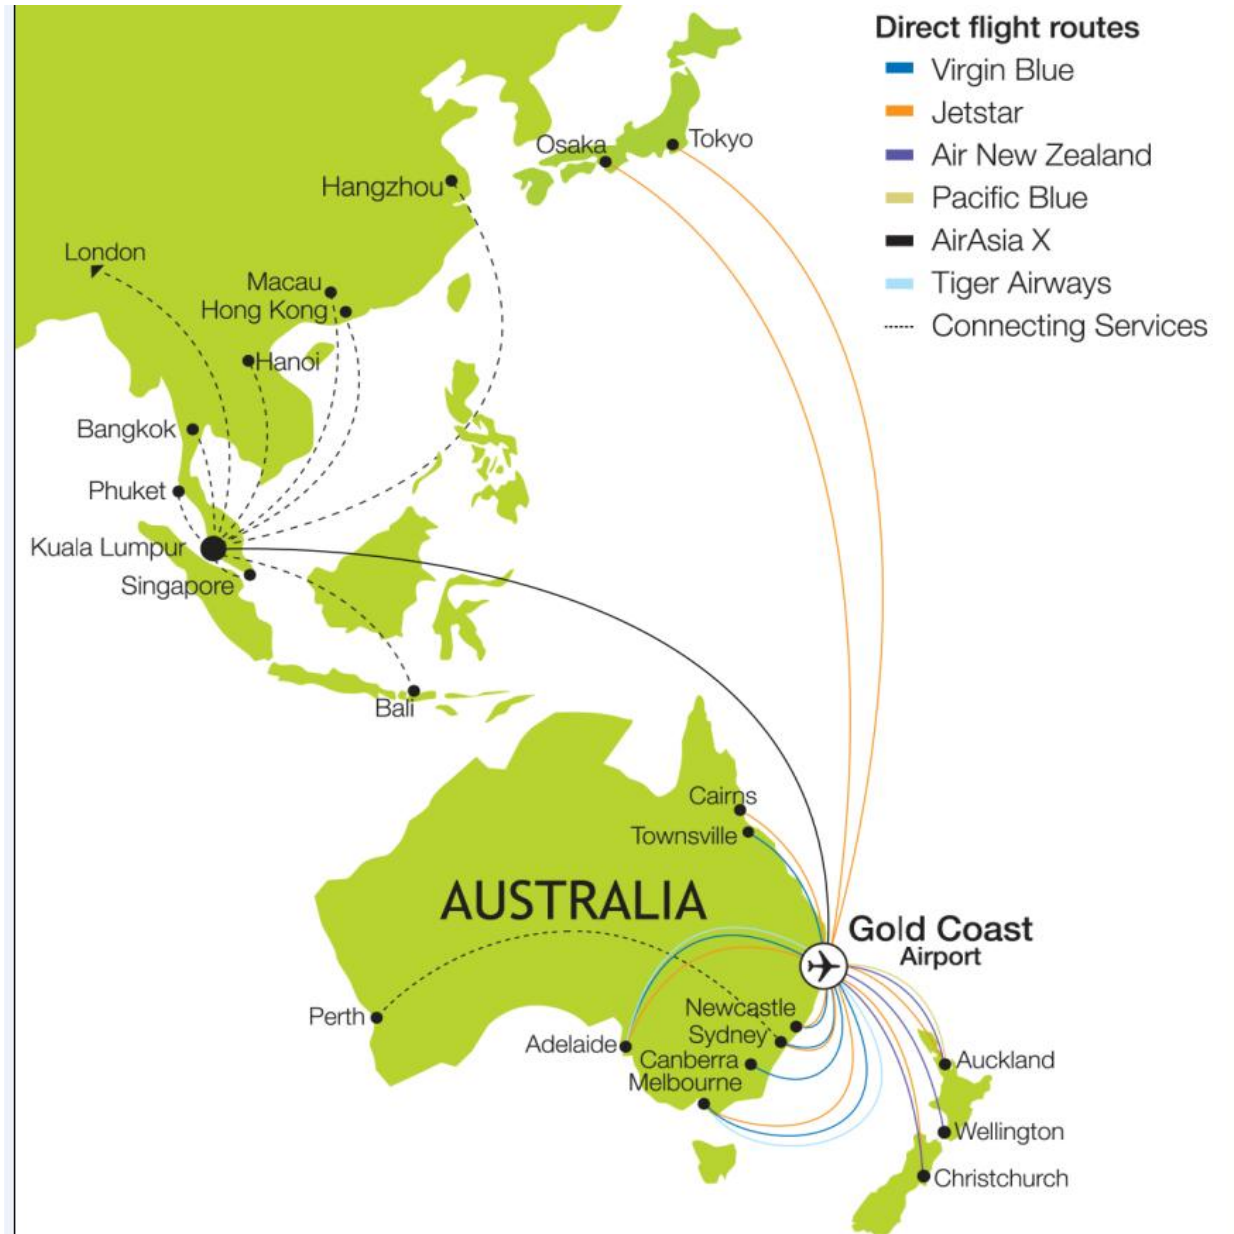 Direct flight routes
Virgin Blue
Jetstar
Air New Zealand
Pacific Blue
AirAsia X
Tiger Airways
Connecting Services
Osaka
Tokyo
Hangzhou
London
Macau
Hong Kong
Hanoi
Bangkok
Phuket
Kuala Lumpur
Singapore
Bali
Cairns
Townsville
AUSTRALIA
Gold Coast
Airport
Perth
Newcastle
Sydney
Adelaide
Canberra
Melbourne
Auckland
Wellington
Christchurch